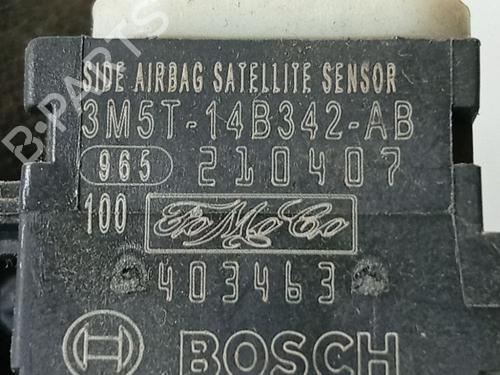 SIDE AIRBAG SATELLITE SENSOR
3M5T-14B342-AB
965 210407
100 FoMoCo
403463
BOSCH
B-PARTS